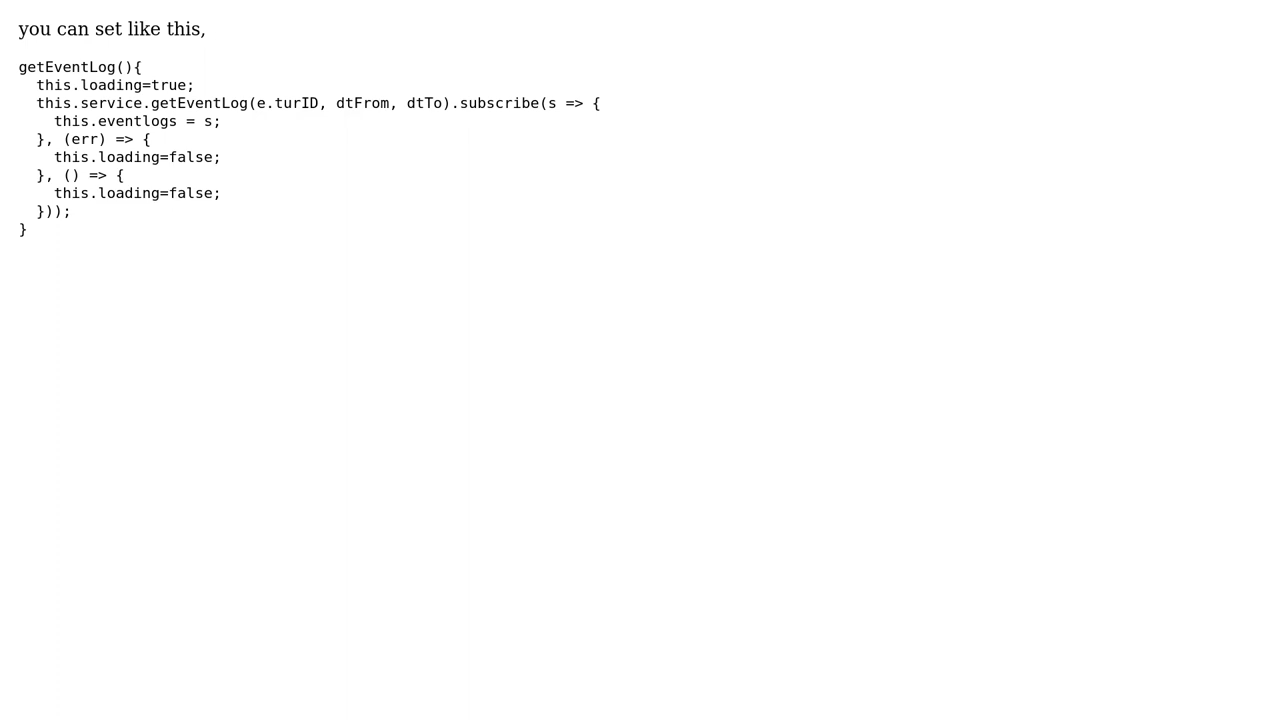 you can set like this,
getEventLog(){
  this.loading=true;
  this.service.getEventLog(e.turID, dtFrom, dtTo).subscribe(s => {
    this.eventlogs = s;
  }, (err) => {
    this.loading=false;
  }, () => {
    this.loading=false;
  }));
}